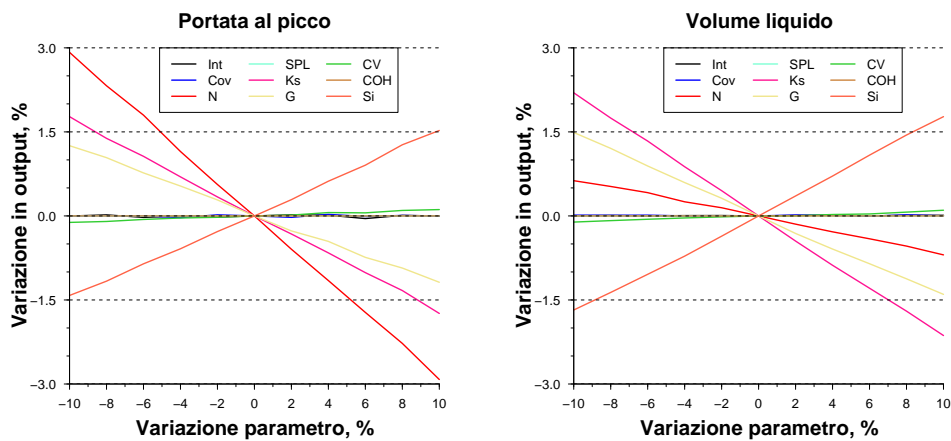 Portata al picco
Variazione in output, %
3.0
1.5
0.0
−1.5
−3.0
Int
SPL
CV
Cov
Ks
COH
N
G
Si
−10
−8
−6
−4
−2
0
2
4
6
8
10
Variazione parametro, %
Volume liquido
Variazione in output, %
3.0
1.5
0.0
−1.5
−3.0
Int
SPL
CV
Cov
Ks
COH
N
G
Si
−10
−8
−6
−4
−2
0
2
4
6
8
10
Variazione parametro, %